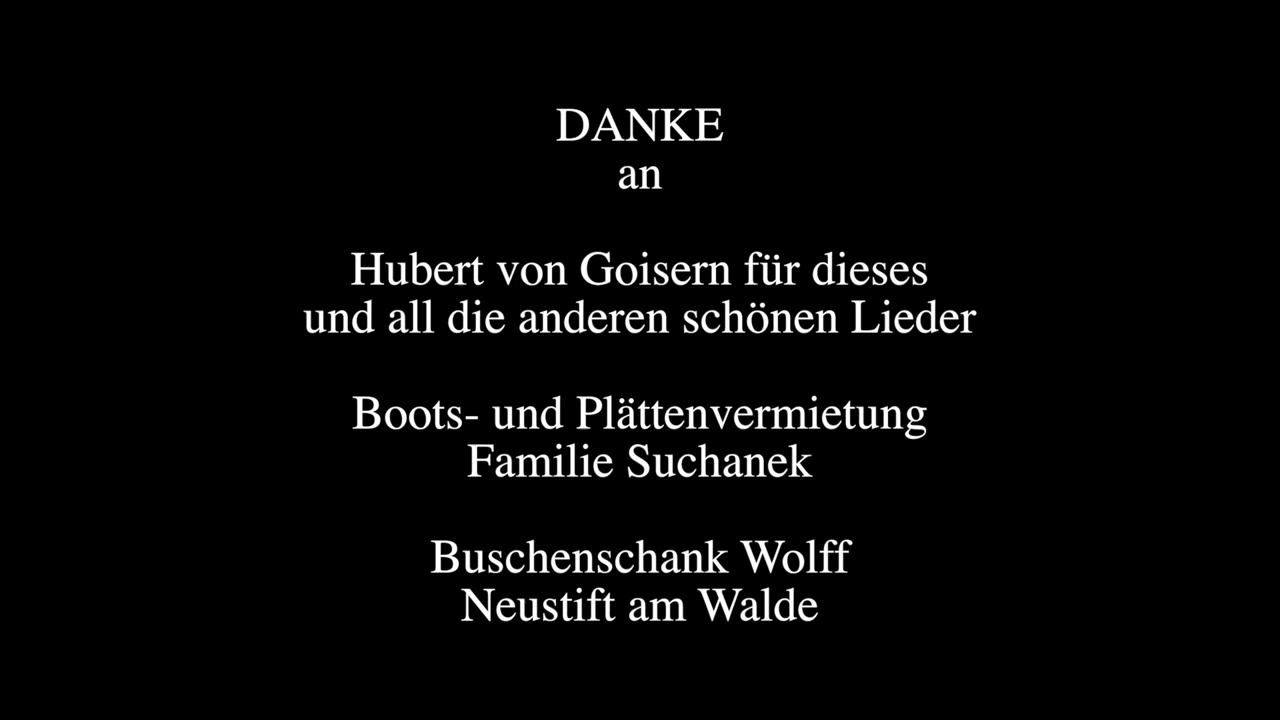 DANKE
an
Hubert von Goisern für dieses
und all die anderen schönen Lieder
Boots- und Plättenvermietung
Familie Suchanek
Buschenschank Wolff
Neustift am Walde